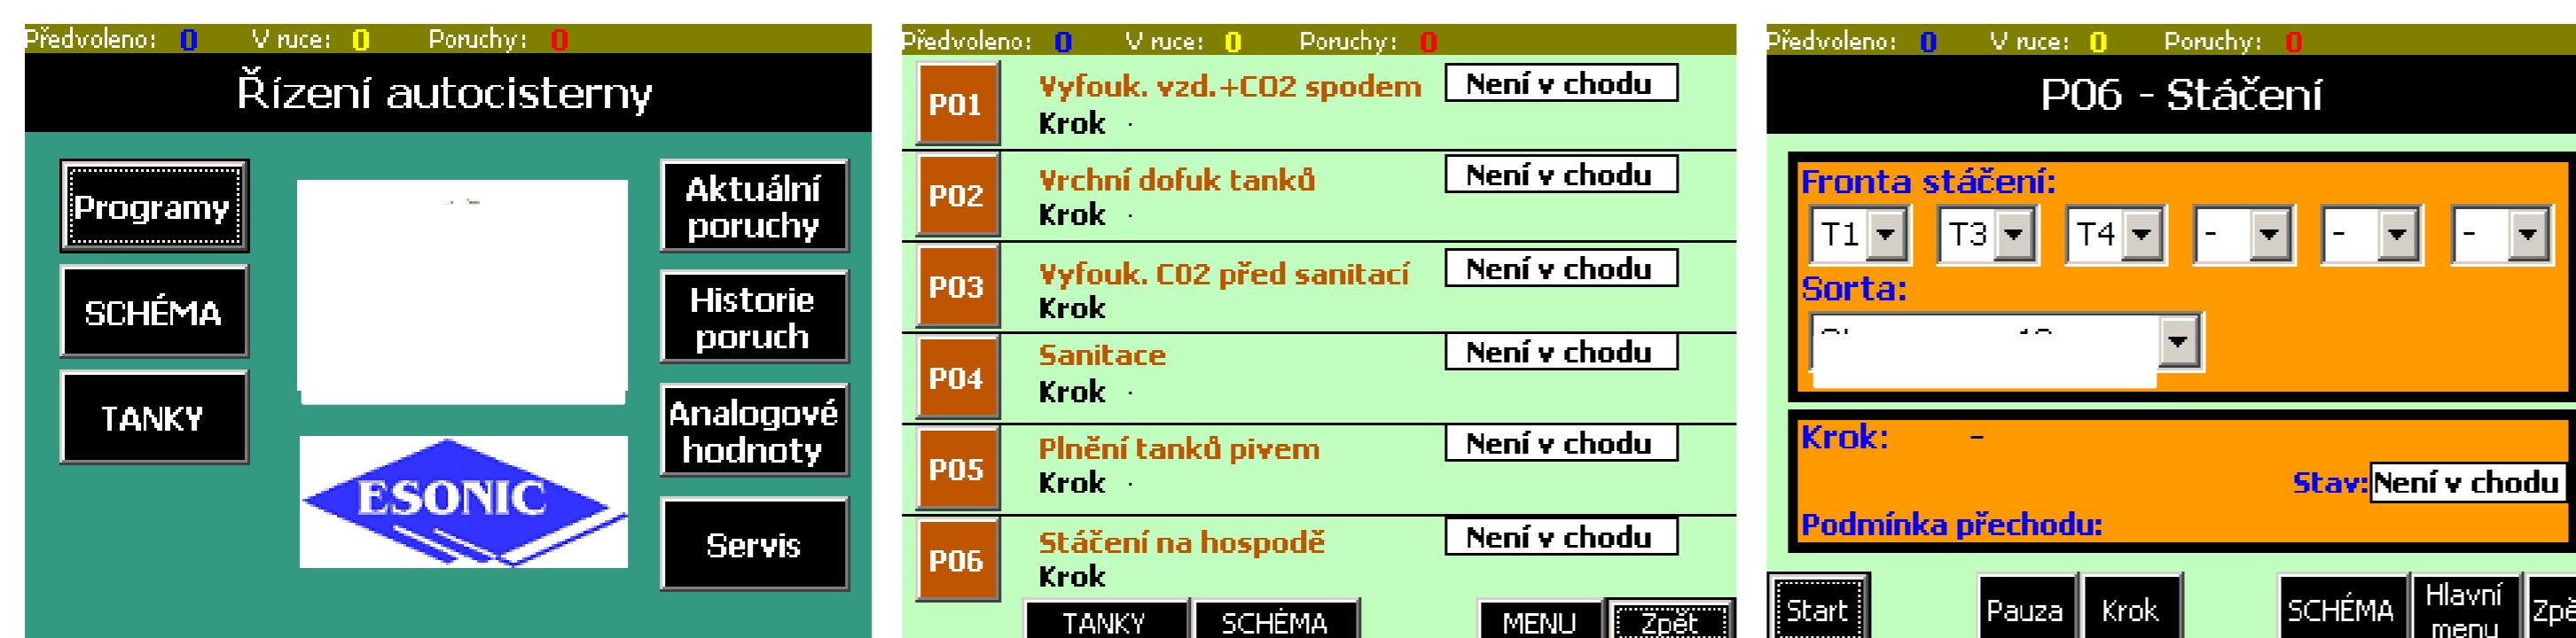 Předvoleno: 0 V ruce: 0 Poruchy: 0
Řízení autocisterny
Programy
SCHÉMA
TANKY
Aktuální
poruchy
Historie
poruch
Analogové
hodnoty
Servis
ESONIC
Předvoleno: 0 V ruce: 0 Poruchy: 0
P01 Vyfouk. vzd.+CO2 spodem Není v chodu
Krok
P02 Vrchní dofuk tanků Není v chodu
Krok
P03 Vyfouk. CO2 před sanitací Není v chodu
Krok
P04 Sanitace Není v chodu
Krok
P05 Plnění tanků pivem Není v chodu
Krok
P06 Stáčení na hospodě Není v chodu
Krok
TANKY SCHÉMA MENU Zpět
Předvoleno: 0 V ruce: 0 Poruchy: 0
P06 - Stáčení
Fronta stáčení:
T1 T3 T4 - - -
Sorta:
Krok: -
Stav: Není v chodu
Podmínka přechodu:
Start Pauza Krok SCHÉMA Hlavní menu Zpě